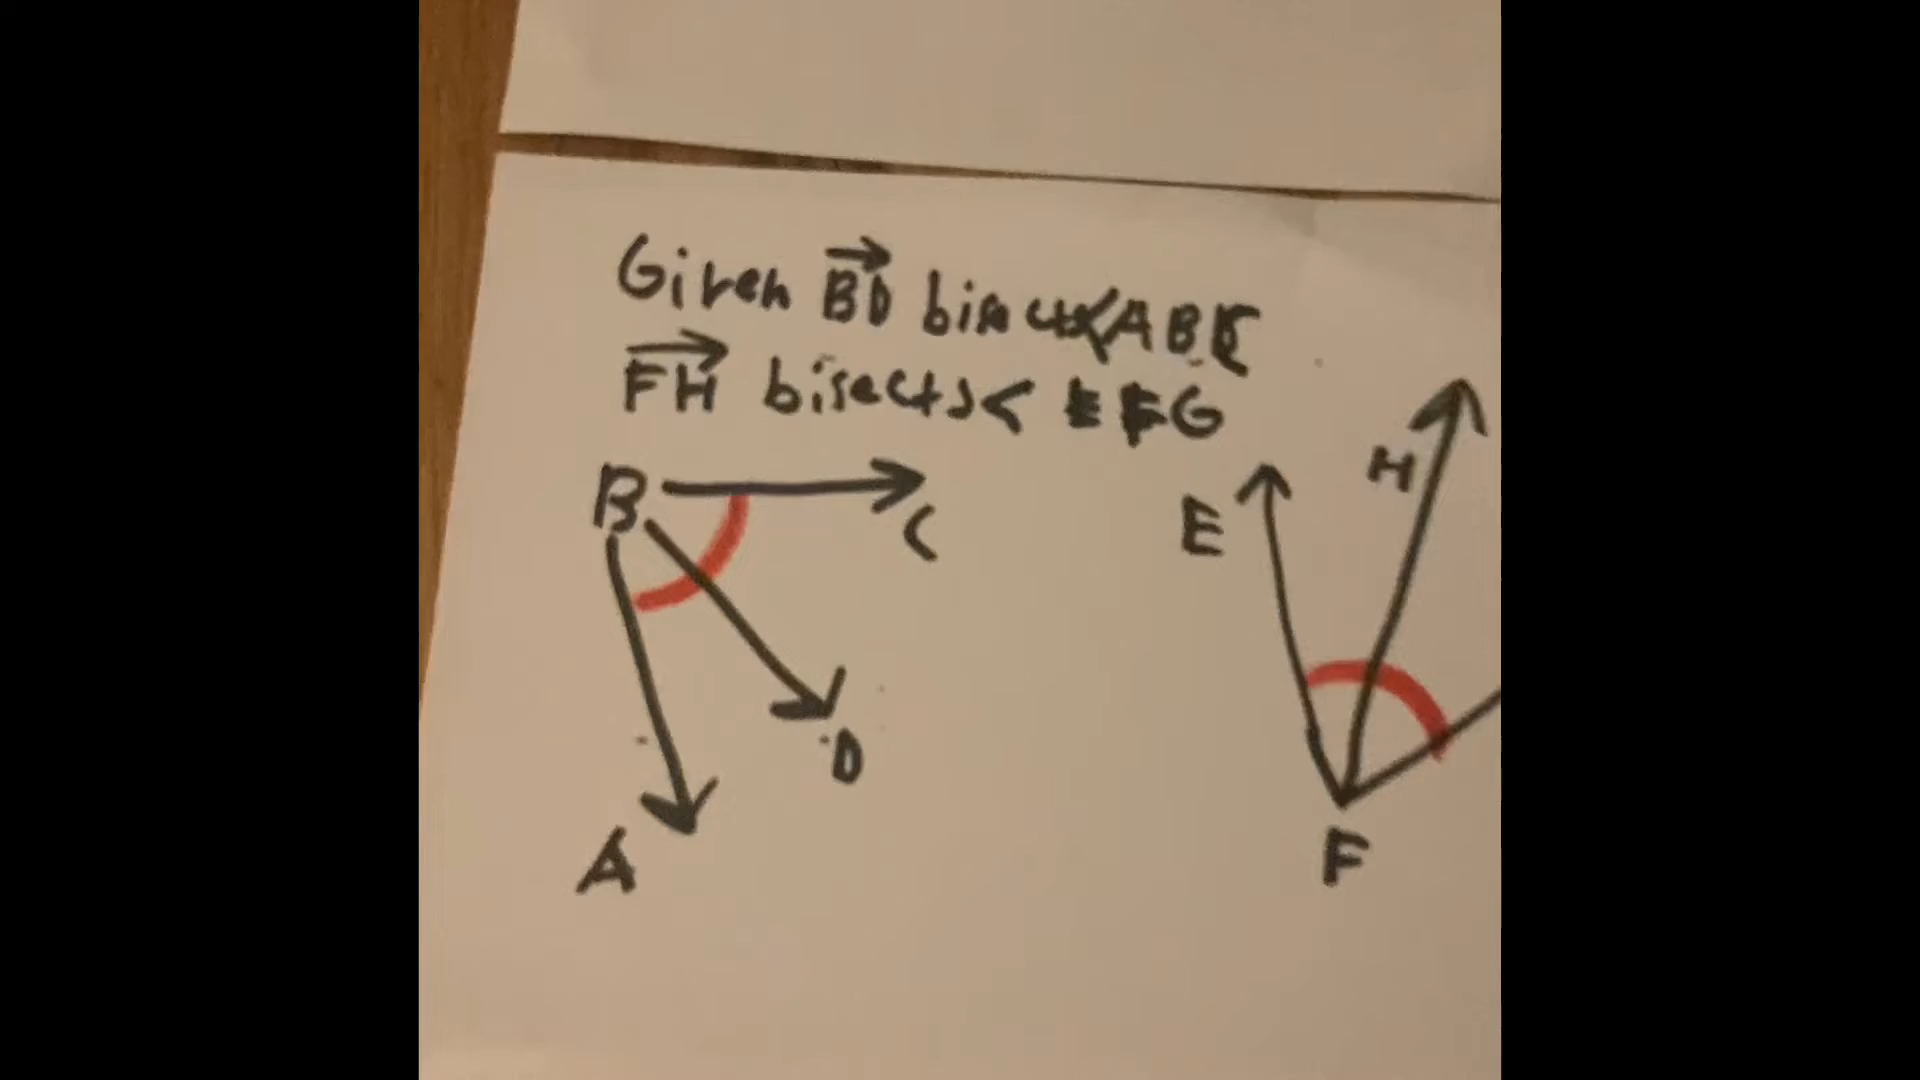 Given BD bisects <ABC
FH bisects < EFG
B
C
D
A
E
H
F